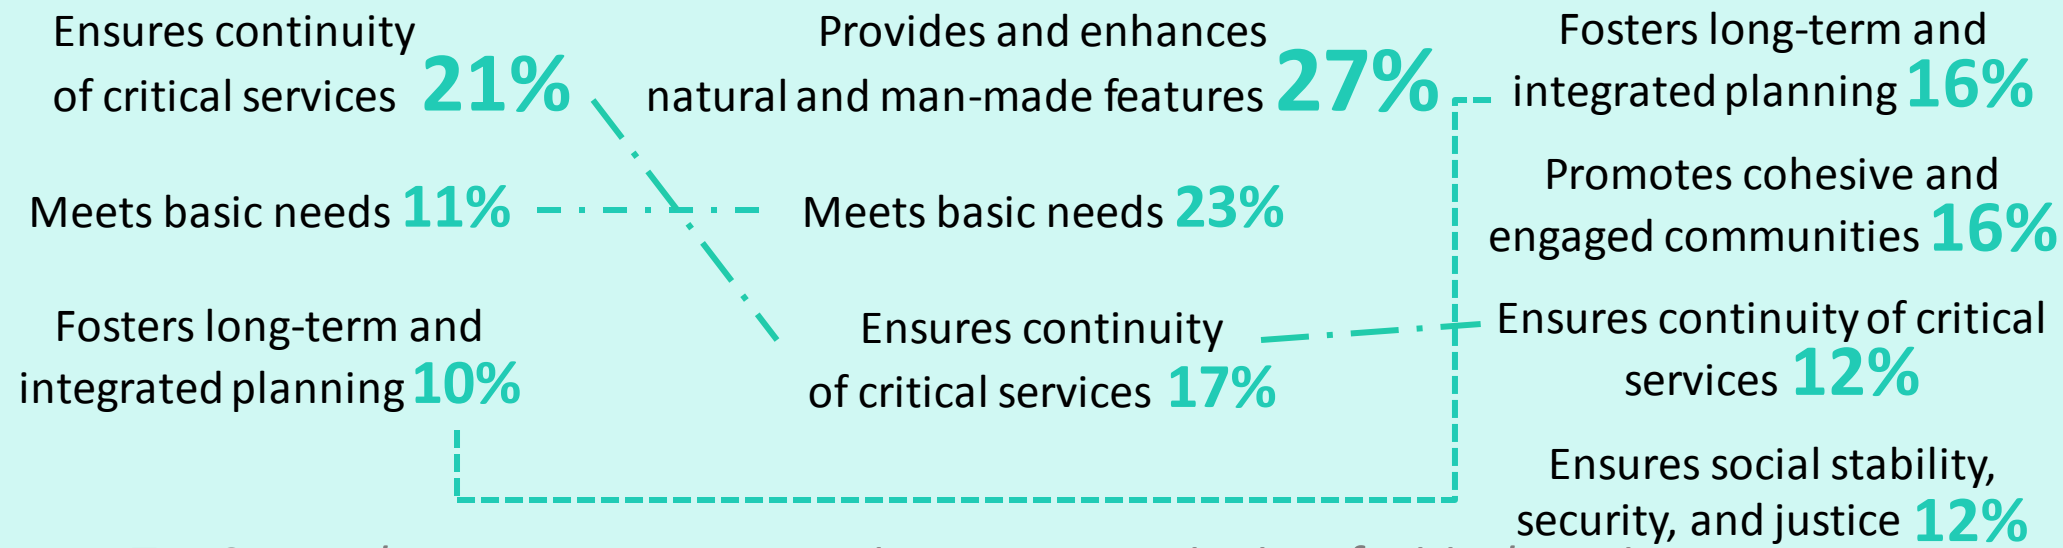 Ensures continuity
of critical services 21%
Meets basic needs 11%
Fosters long-term and
integrated planning 10%
Provides and enhances
natural and man-made features 27%
Meets basic needs 23%
Ensures continuity
of critical services 17%
Fosters long-term and
integrated planning 16%
Promotes cohesive and
engaged communities 16%
Ensures continuity of critical
services 12%
Ensures social stability,
security, and justice 12%